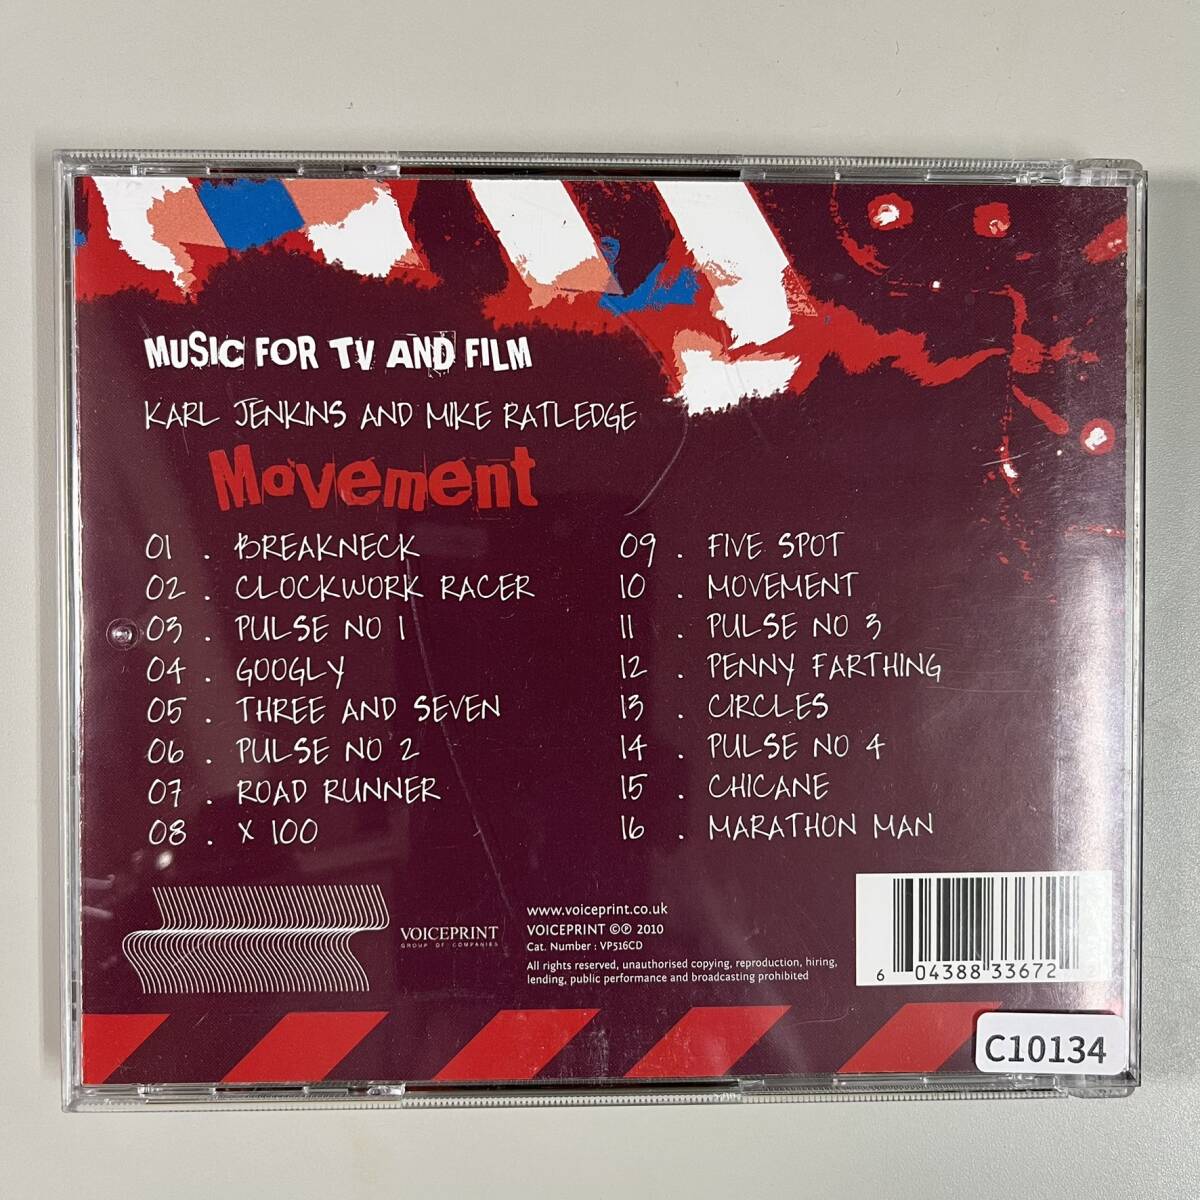 MUSIC FOR TV AND FILM
KARL JENKINS AND MIKE RATLEDGE
Movement
01 . BREAKNECK
02 . CLOCKWORK RACER
03 . PULSE NO 1
04 . GOOGLY
05 . THREE AND SEVEN
06 . PULSE NO 2
07 . ROAD RUNNER
08 . X 100
09 . FIVE SPOT
10 . MOVEMENT
11 . PULSE NO 3
12 . PENNY FARTHING
13 . CIRCLES
14 . PULSE NO 4
15 . CHICANE
16 . MARATHON MAN
VOICEPRINT
GROUP OF COMPANIES
www.voiceprint.co.uk
VOICEPRINT ©℗ 2010
Cat. Number : VP516CD
All rights reserved, unauthorised copying, reproduction, hiring,
lending, public performance and broadcasting prohibited
6 04388 33672
C10134